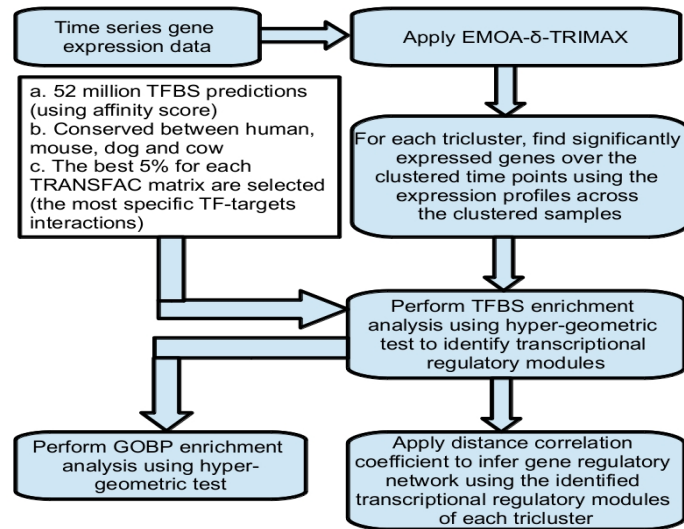 Time series gene
expression data
Apply EMOA-δ-TRIMAX
a. 52 million TFBS predictions
(using affinity score)
b. Conserved between human,
mouse, dog and cow
c. The best 5% for each
TRANSFAC matrix are selected
(the most specific TF-targets
interactions)
For each tricluster, find significantly
expressed genes over the
clustered time points using the
expression profiles across
the clustered samples
Perform TFBS enrichment
analysis using hyper-geometric
test to identify transcriptional
regulatory modules
Perform GOBP enrichment
analysis using hyper-
geometric test
Apply distance correlation
coefficient to infer gene regulatory
network using the identified
transcriptional regulatory modules
of each tricluster